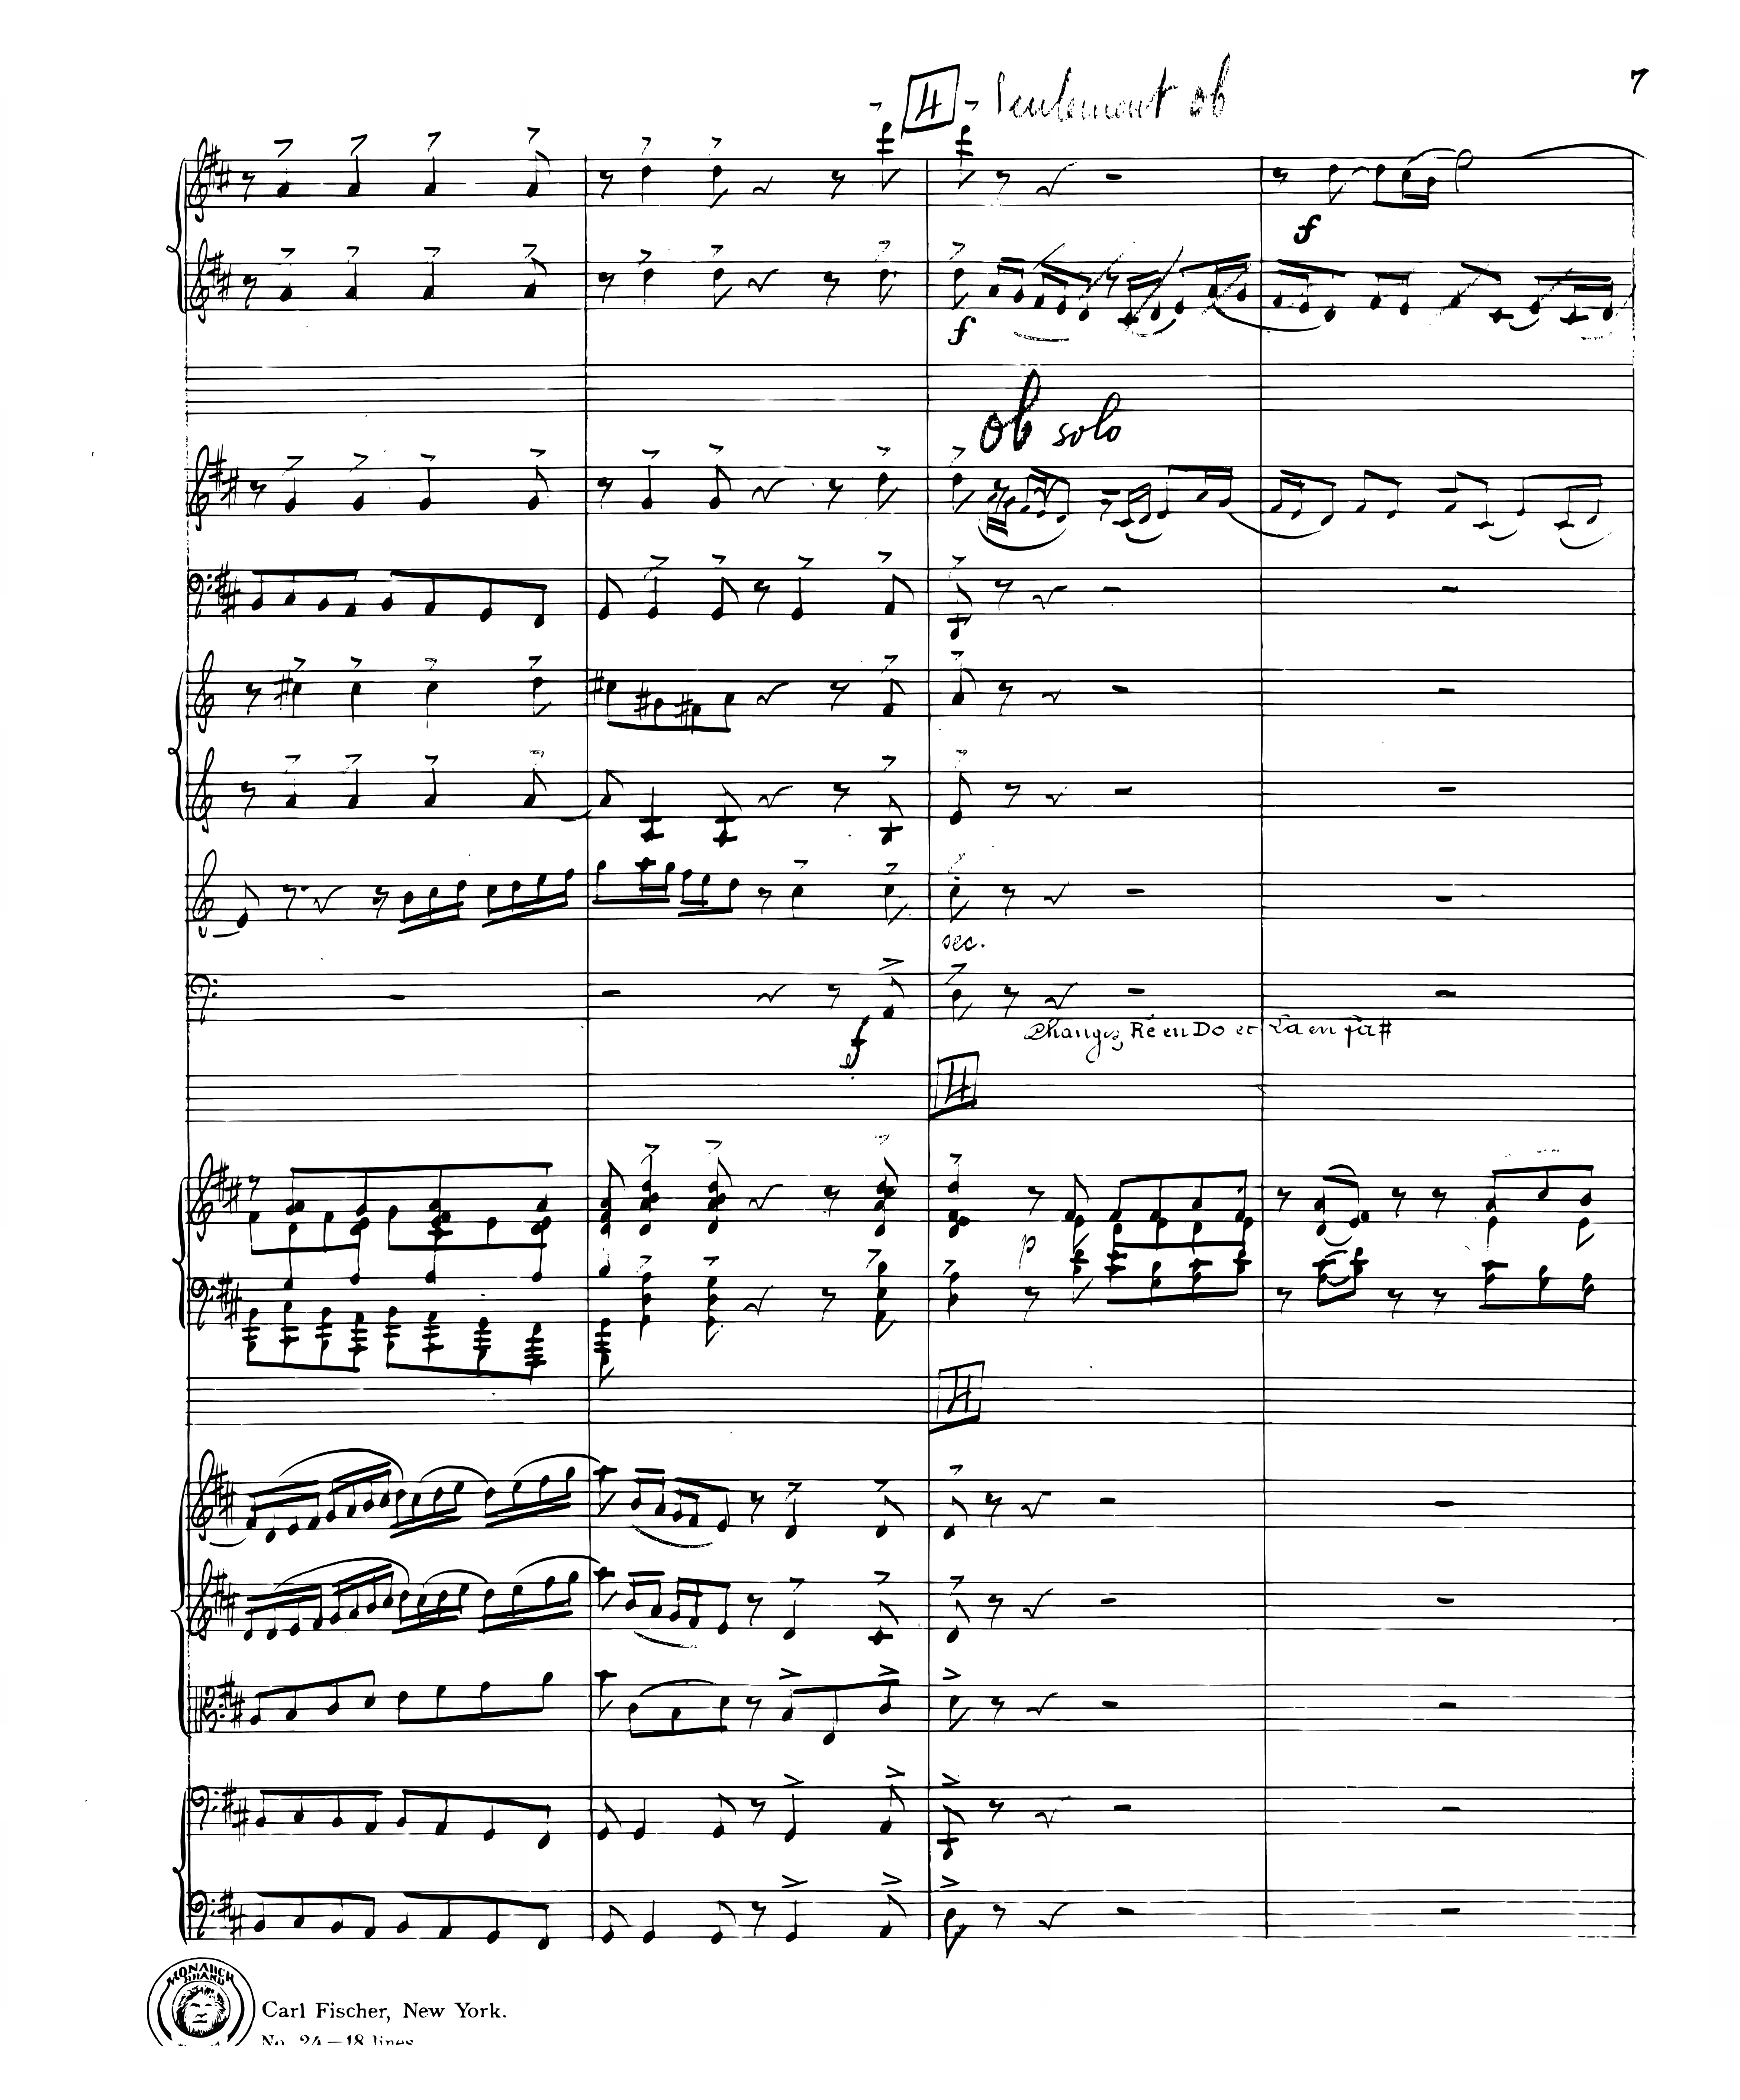 7
4 Seulement ob
f
f
ob solo
sec.
f
Changez Ré en Do et La en fa#
4
p
4
MONARCH
BRAND
Carl Fischer, New York.
No. 24—18 lines